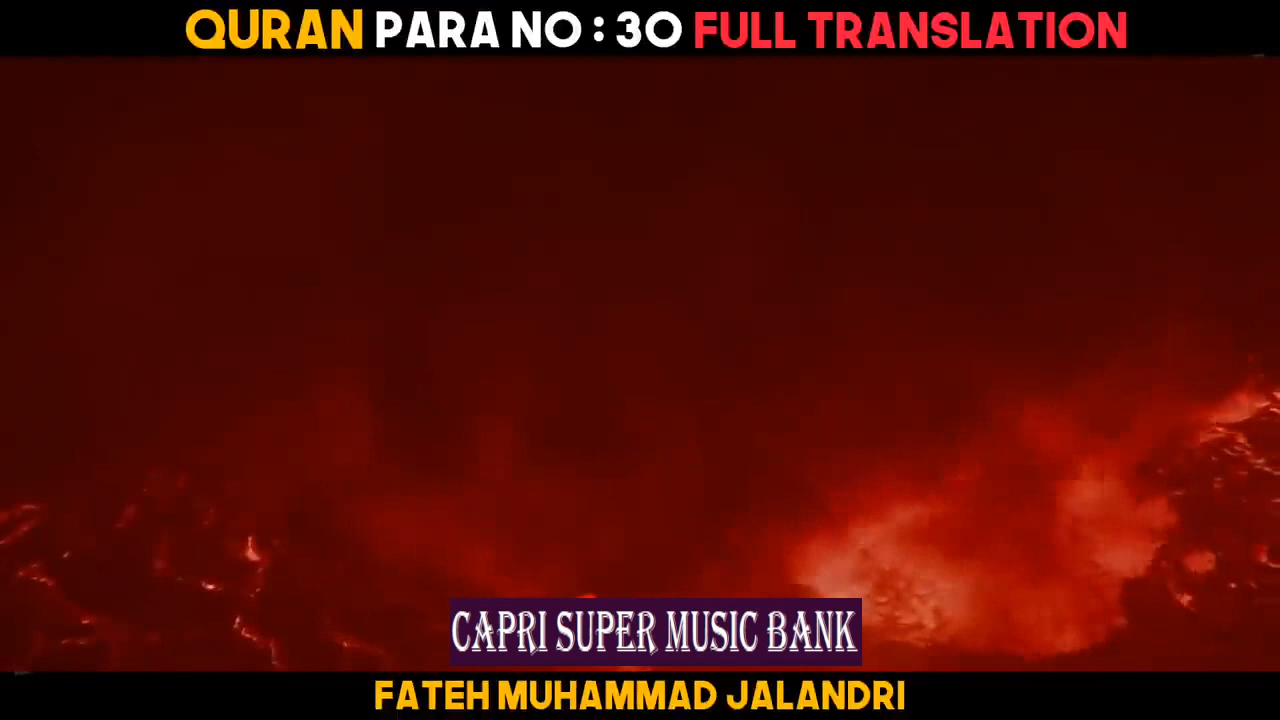 QURAN PARA NO : 30 FULL TRANSLATION
CAPRI SUPER MUSIC BANK
FATEH MUHAMMAD JALANDRI